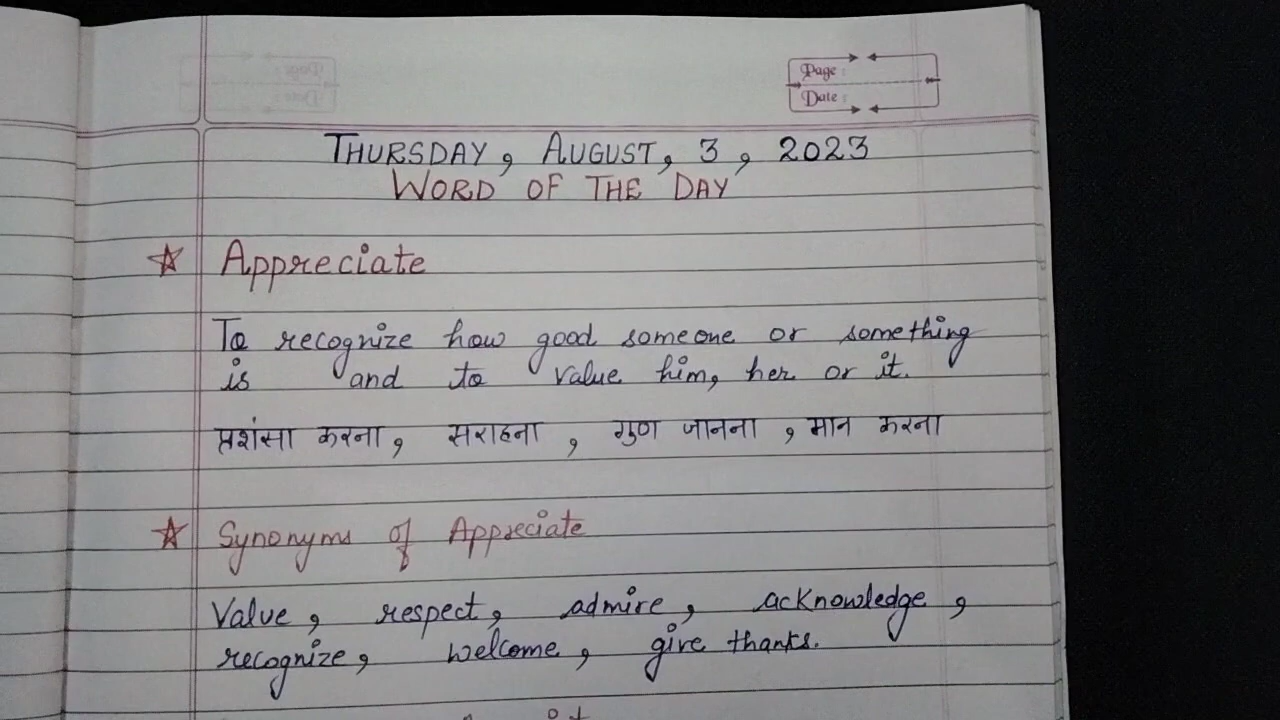 Page :
Date :
THURSDAY, AUGUST, 3, 2023
WORD OF THE DAY
☆ Appreciate
To recognize how good someone or something
is and to value him, her or it.
प्रशंसा करना, सराहना, गुण जानना, मान करना
☆ Synonyms of Appreciate
Value, respect, admire, acknowledge,
recognize, welcome, give thanks.